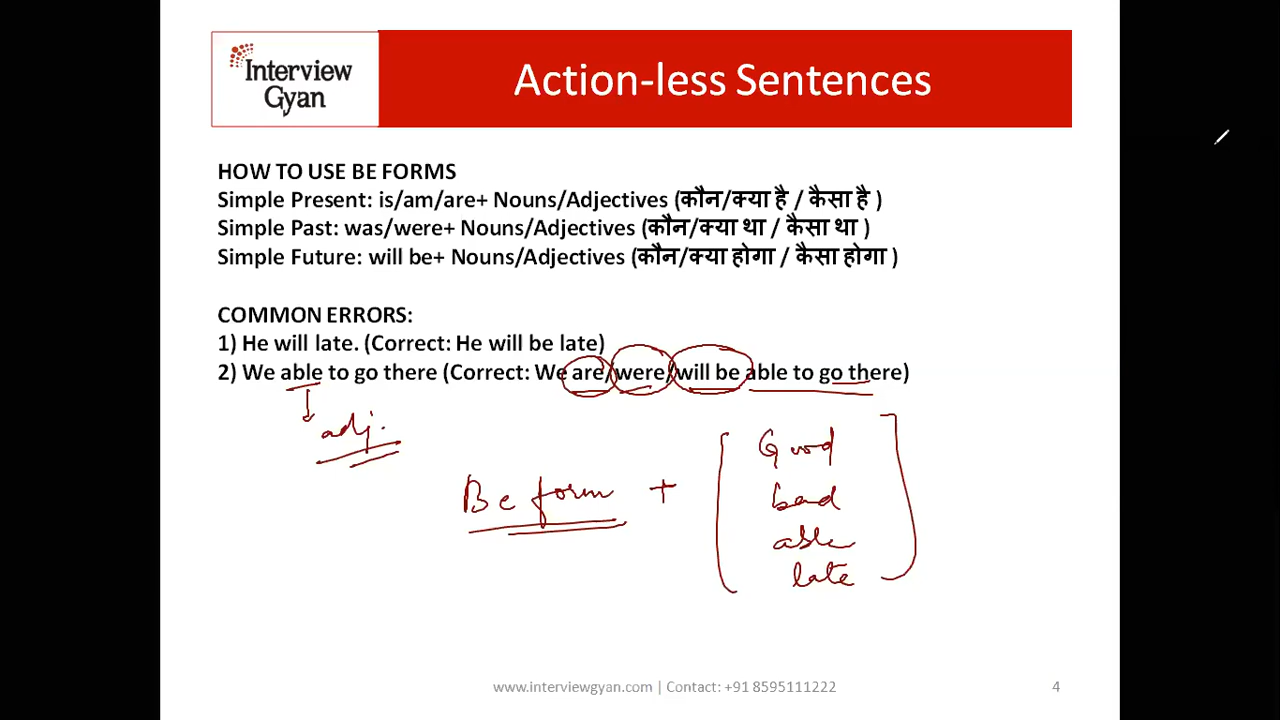 Interview
Gyan
Action-less Sentences
HOW TO USE BE FORMS
Simple Present: is/am/are+ Nouns/Adjectives (कौन/क्या है / कैसा है )
Simple Past: was/were+ Nouns/Adjectives (कौन/क्या था / कैसा था )
Simple Future: will be+ Nouns/Adjectives (कौन/क्या होगा / कैसा होगा )
COMMON ERRORS:
1) He will late. (Correct: He will be late)
2) We able to go there (Correct: We are/were/will be able to go there)
adj.
Good
Be form + bad
able
late
www.interviewgyan.com | Contact: +91 8595111222
4